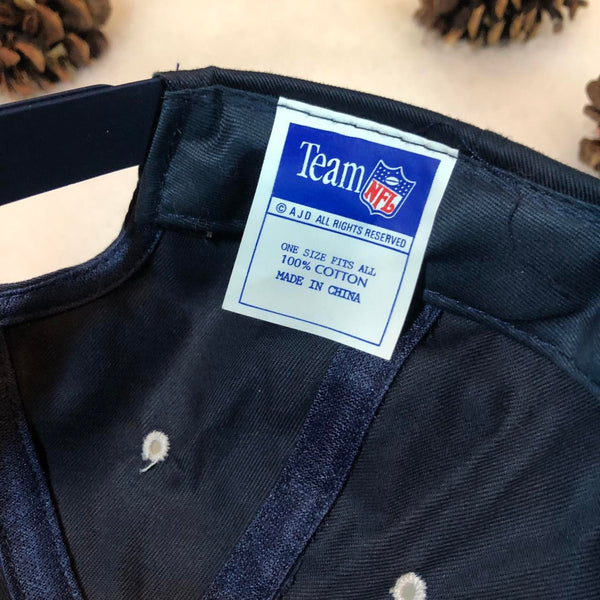 Team NFL
© AJD ALL RIGHTS RESERVED
ONE SIZE FITS ALL
100% COTTON
MADE IN CHINA